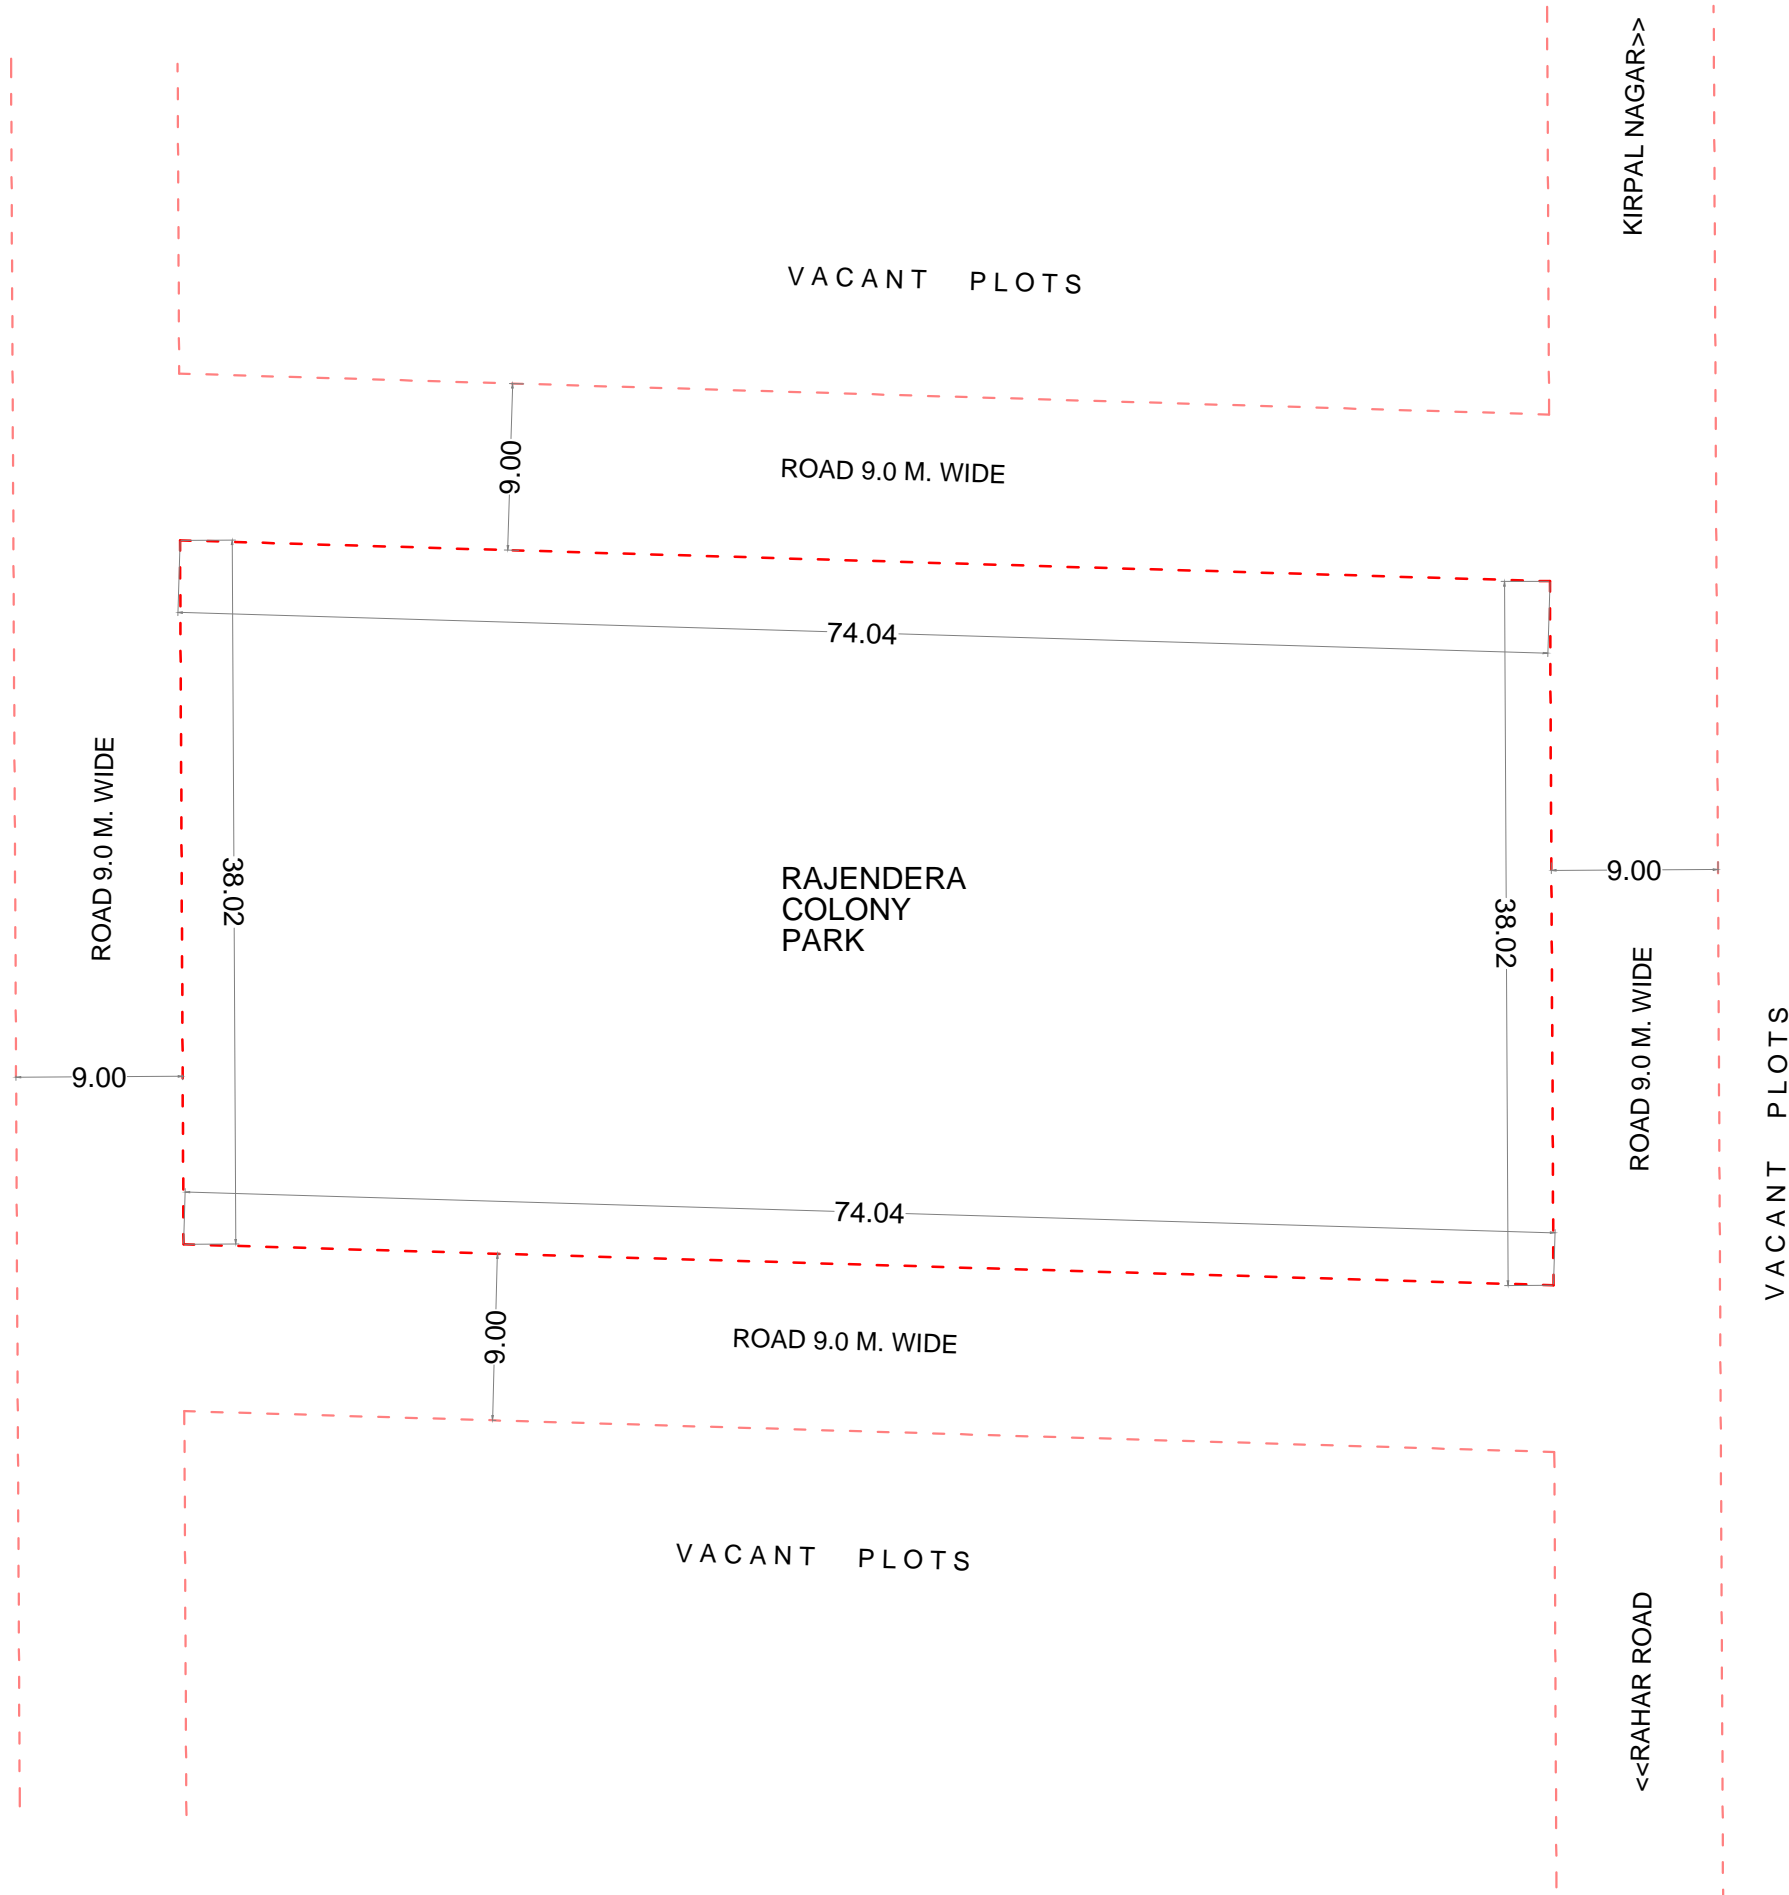 KIRPAL NAGAR>>
VACANT PLOTS
9.00
ROAD 9.0 M. WIDE
74.04
ROAD 9.0 M. WIDE
38.02
RAJENDERA
COLONY
PARK
38.02
9.00
ROAD 9.0 M. WIDE
VACANT PLOTS
9.00
74.04
9.00
ROAD 9.0 M. WIDE
VACANT PLOTS
<<RAHAR ROAD